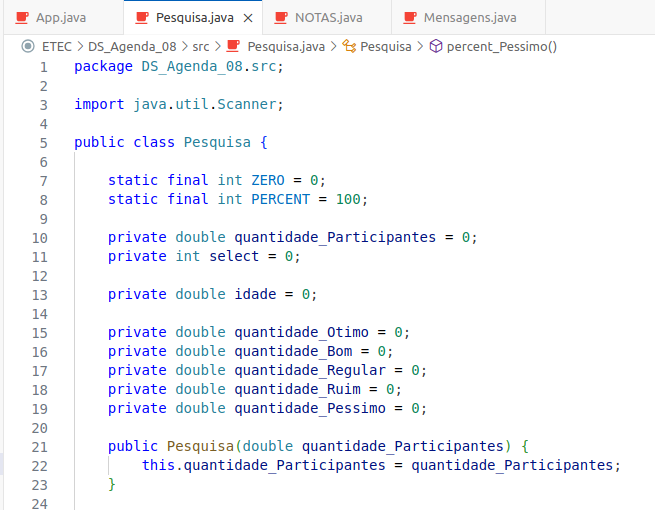 App.java Pesquisa.java × NOTAS.java Mensagens.java
ETEC > DS_Agenda_08 > src > Pesquisa.java > Pesquisa > percent_Pessimo()
1 package DS_Agenda_08.src;
2
3 import java.util.Scanner;
4
5 public class Pesquisa {
6
7 static final int ZERO = 0;
8 static final int PERCENT = 100;
9
10 private double quantidade_Participantes = 0;
11 private int select = 0;
12
13 private double idade = 0;
14
15 private double quantidade_Otimo = 0;
16 private double quantidade_Bom = 0;
17 private double quantidade_Regular = 0;
18 private double quantidade_Ruim = 0;
19 private double quantidade_Pessimo = 0;
20
21 public Pesquisa(double quantidade_Participantes) {
22 this.quantidade_Participantes = quantidade_Participantes;
23 }
24